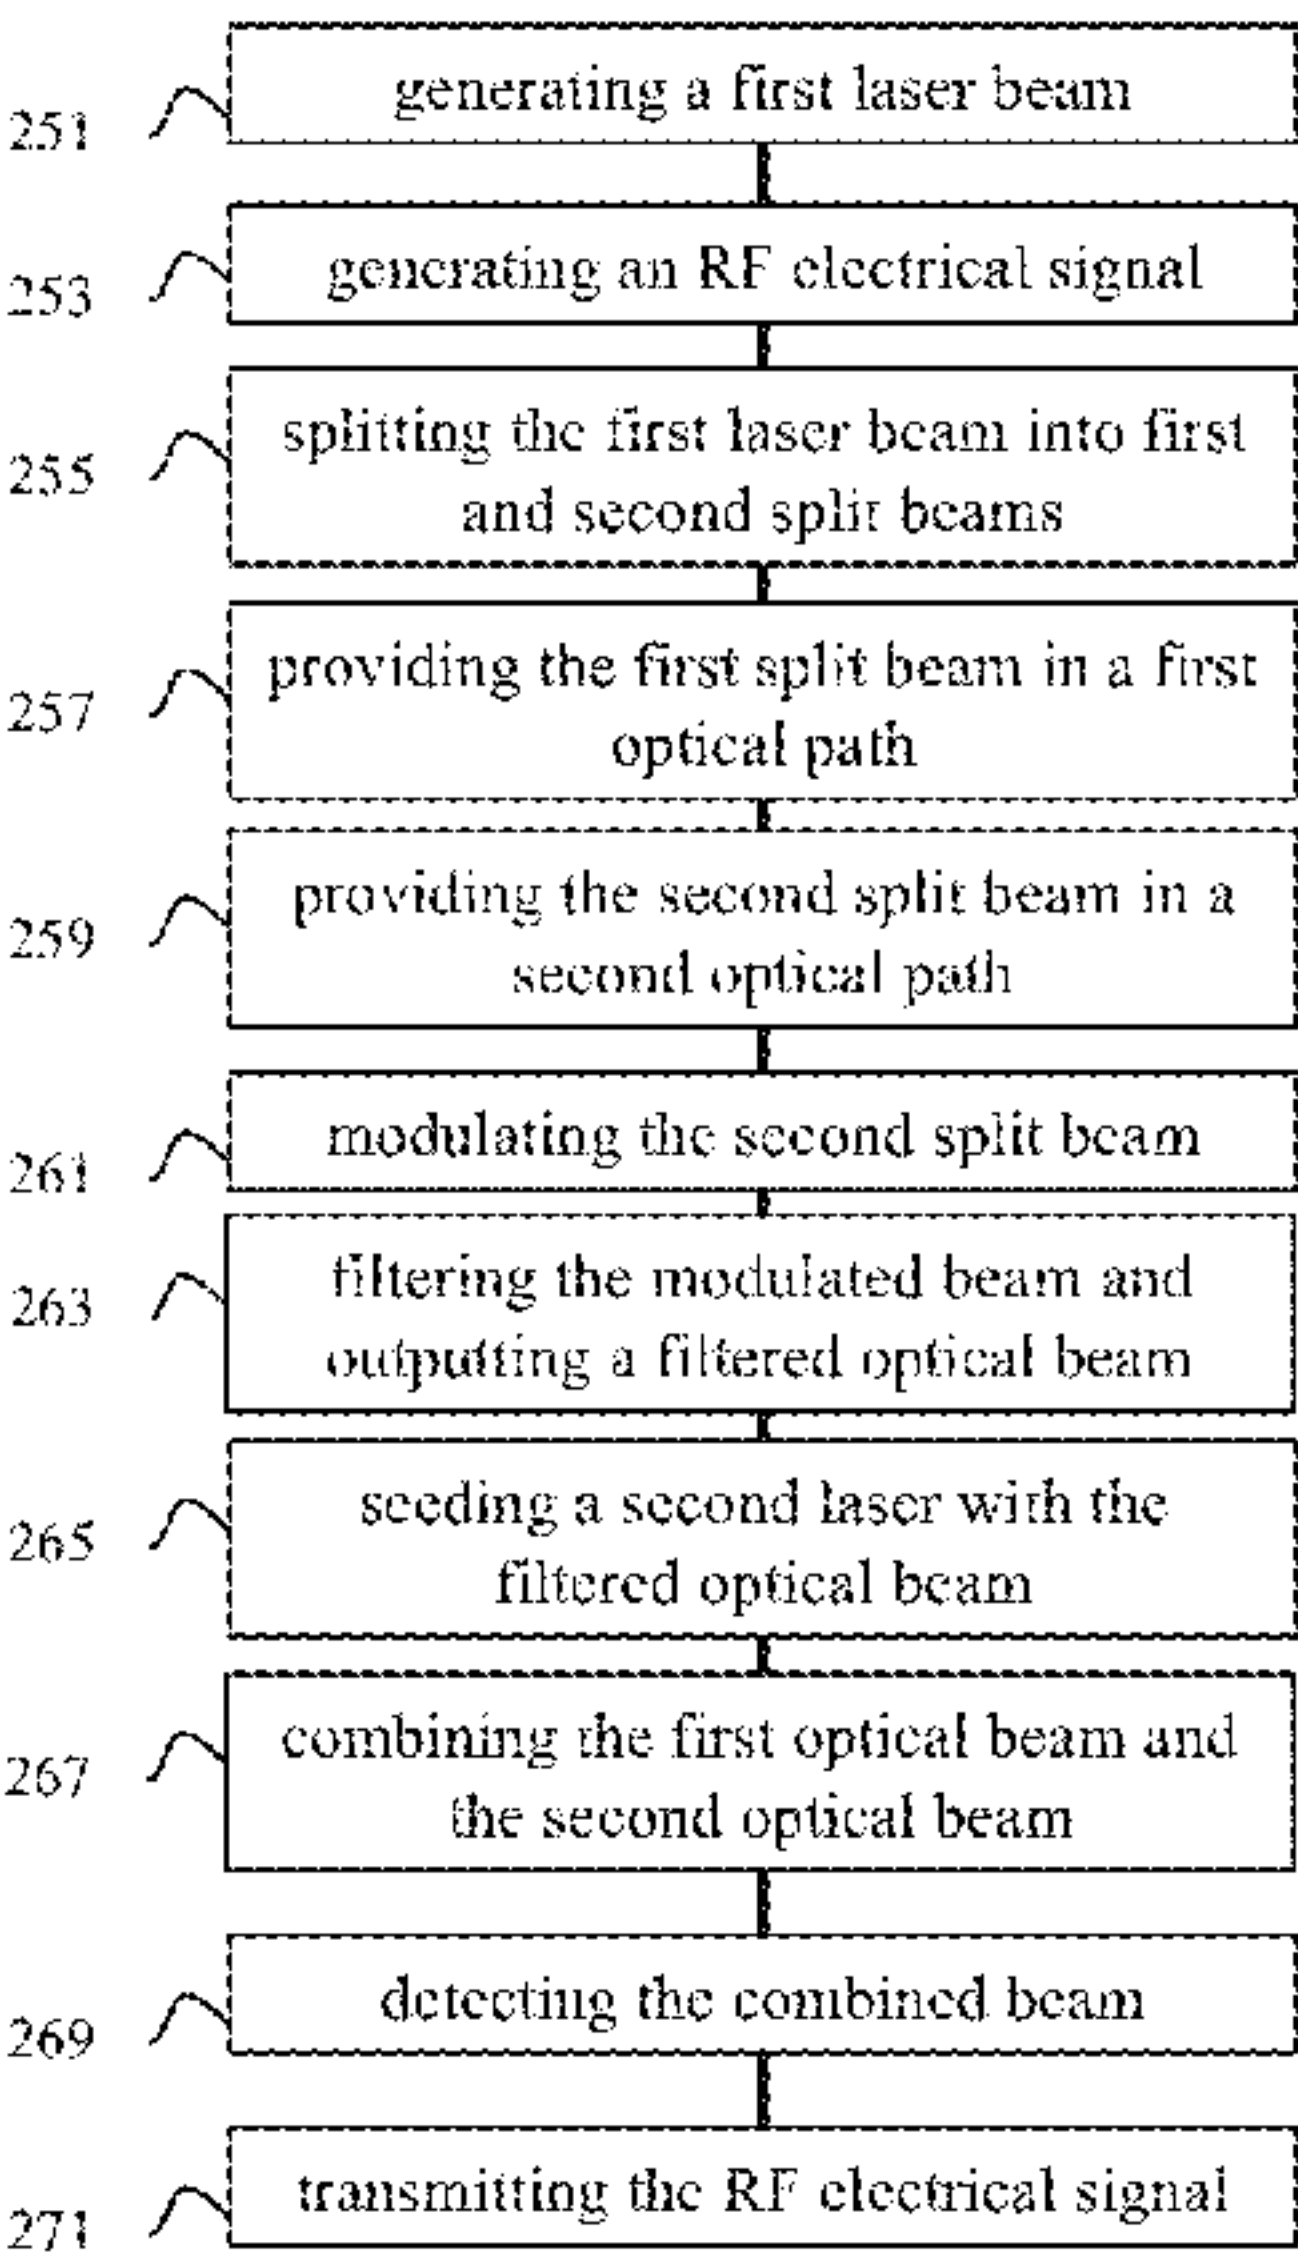 251 generating a first laser beam
253 generating an RF electrical signal
255 splitting the first laser beam into first
and second split beams
257 providing the first split beam in a first
optical path
259 providing the second split beam in a
second optical path
261 modulating the second split beam
263 filtering the modulated beam and
outputting a filtered optical beam
265 seeding a second laser with the
filtered optical beam
267 combining the first optical beam and
the second optical beam
269 detecting the combined beam
271 transmitting the RF electrical signal